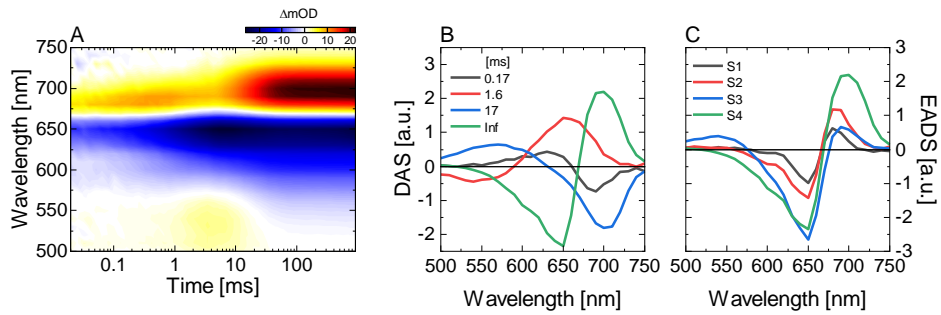 A
ΔmOD
-20 -10 0 10 20
750
700
650
600
550
500
Wavelength [nm]
0.1 1 10 100
Time [ms]
B
[ms]
0.17
1.6
17
Inf
3
2
1
0
-1
-2
DAS [a.u.]
500 550 600 650 700 750
Wavelength [nm]
C
S1
S2
S3
S4
3
2
1
0
-1
-2
-3
EADS [a.u.]
500 550 600 650 700 750
Wavelength [nm]